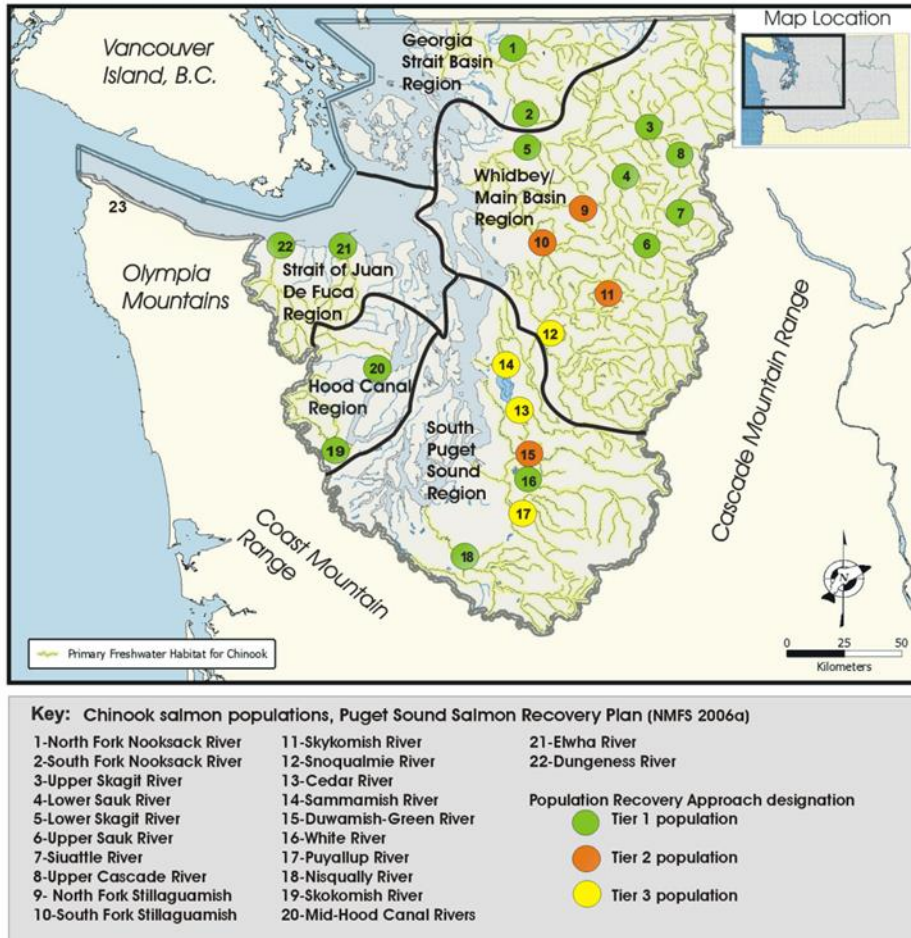 Map Location
Vancouver
Island, B.C.
Georgia
Strait Basin
Region
1
2
3
5
8
4
Whidbey/
Main Basin
Region
9
7
10
6
23
22
21
Olympia
Mountains
Strait of Juan
De Fuca
Region
11
12
14
20
Hood Canal
Region
13
South
Puget
Sound
Region
19
15
16
17
18
Cascade Mountain Range
Coast Mountain
Range
N
Primary Freshwater Habitat for Chinook
0 25 50
Kilometers
Key: Chinook salmon populations, Puget Sound Salmon Recovery Plan (NMFS 2006a)
1-North Fork Nooksack River
2-South Fork Nooksack River
3-Upper Skagit River
4-Lower Sauk River
5-Lower Skagit River
6-Upper Sauk River
7-Siuattle River
8-Upper Cascade River
9- North Fork Stillaguamish
10-South Fork Stillaguamish
11-Skykomish River
12-Snoqualmie River
13-Cedar River
14-Sammamish River
15-Duwamish-Green River
16-White River
17-Puyallup River
18-Nisqually River
19-Skokomish River
20-Mid-Hood Canal Rivers
21-Elwha River
22-Dungeness River
Population Recovery Approach designation
Tier 1 population
Tier 2 population
Tier 3 population